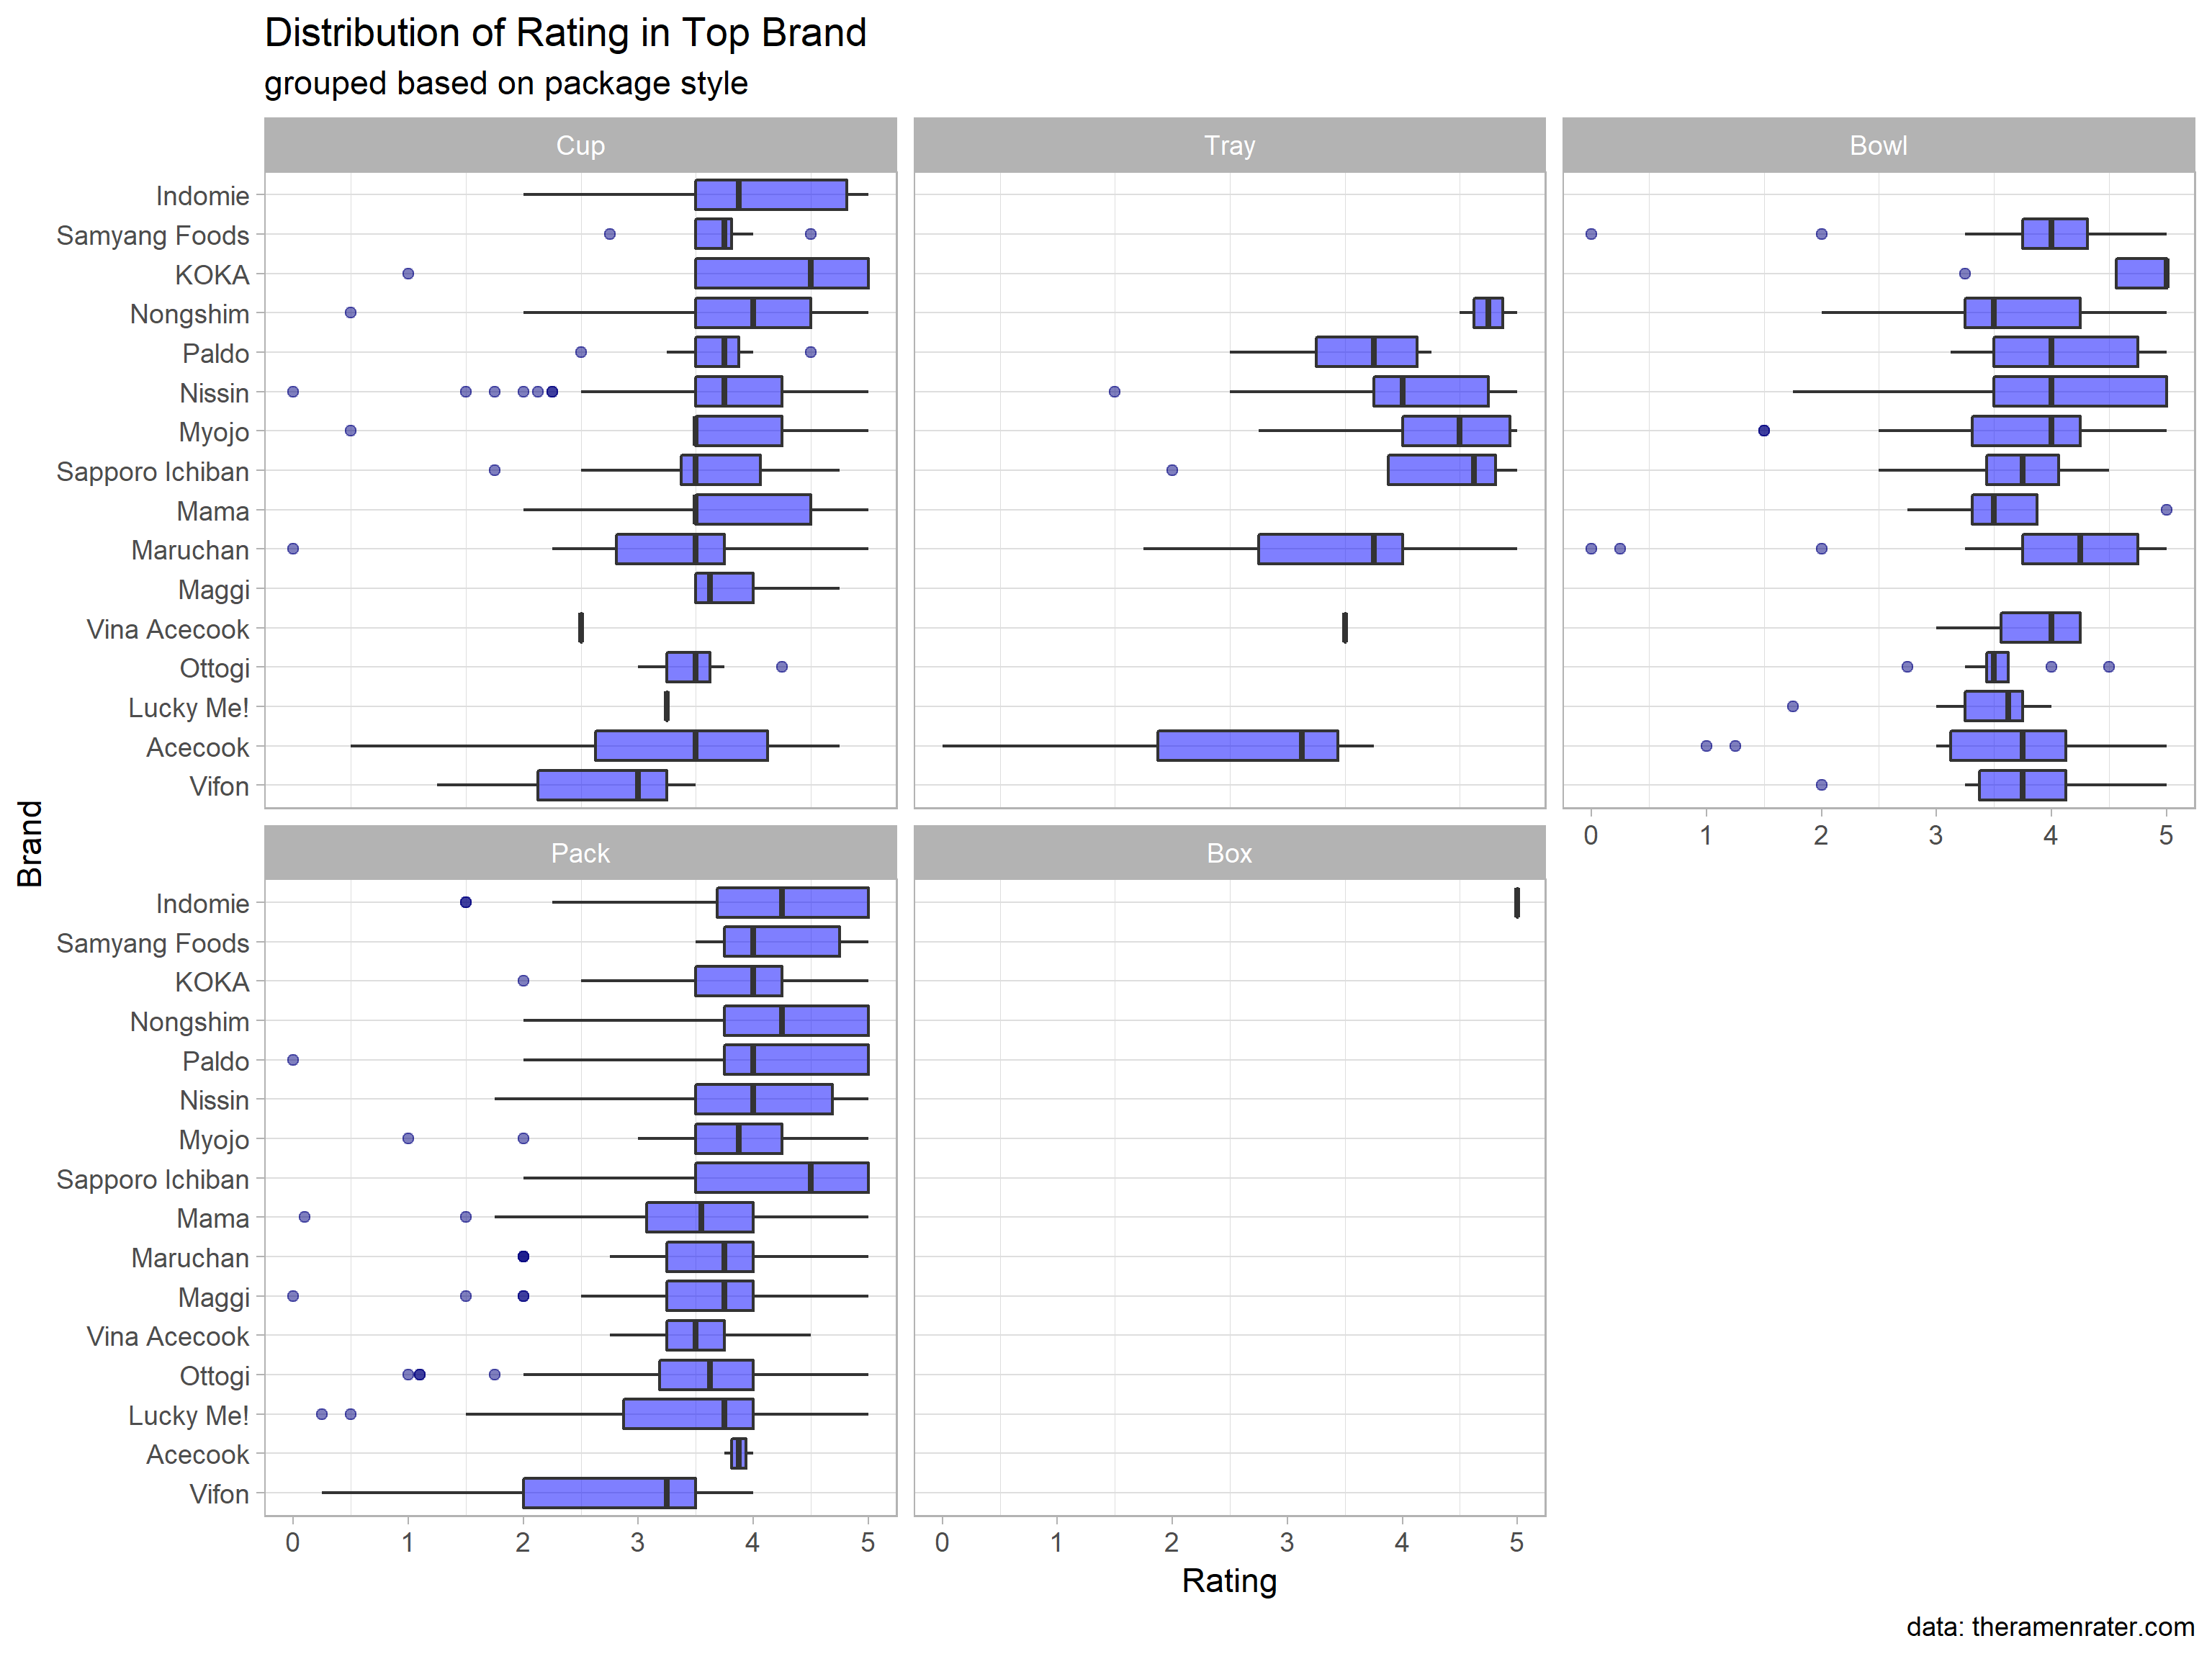 Distribution of Rating in Top Brand
grouped based on package style
Cup
Tray
Bowl
Indomie
Samyang Foods
KOKA
Nongshim
Paldo
Nissin
Myojo
Sapporo Ichiban
Mama
Maruchan
Maggi
Vina Acecook
Ottogi
Lucky Me!
Acecook
Vifon
0 1 2 3 4 5
Brand
Pack
Box
Indomie
Samyang Foods
KOKA
Nongshim
Paldo
Nissin
Myojo
Sapporo Ichiban
Mama
Maruchan
Maggi
Vina Acecook
Ottogi
Lucky Me!
Acecook
Vifon
0 1 2 3 4 5
0 1 2 3 4 5
Rating
data: theramenrater.com